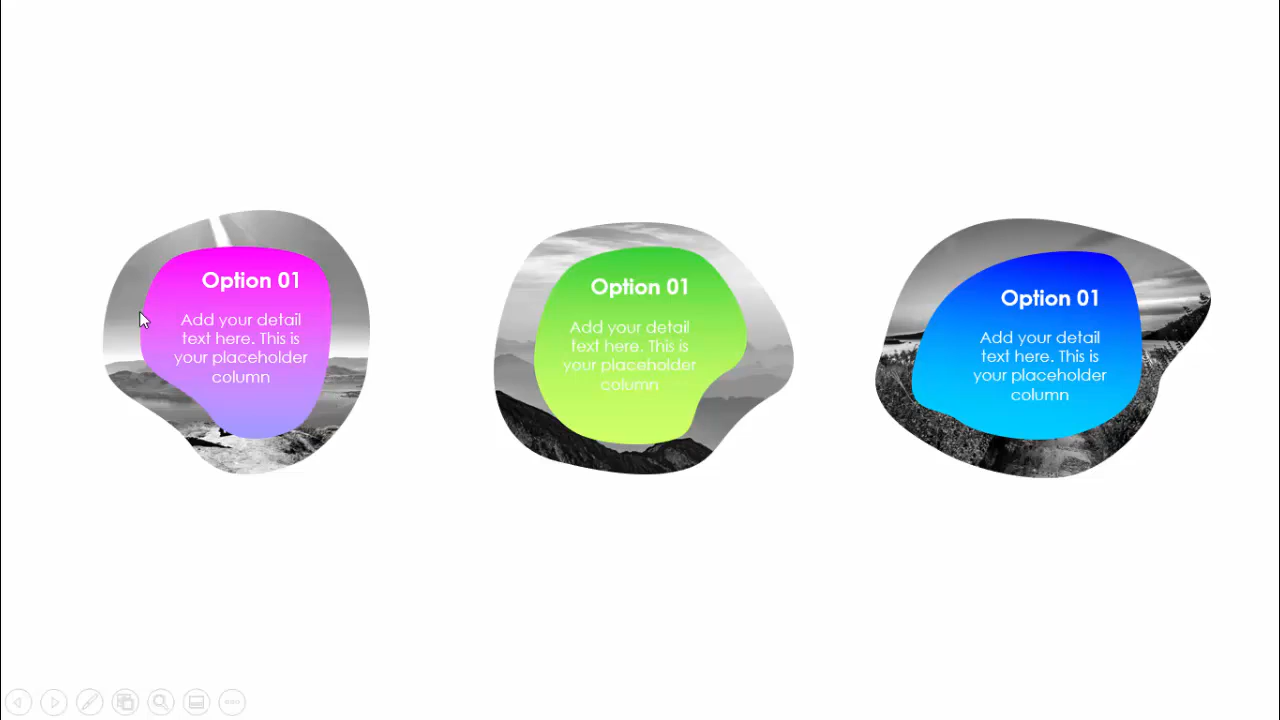 Option 01
Add your detail
text here. This is
your placeholder
column
Option 01
Add your detail
text here. This is
your placeholder
column
Option 01
Add your detail
text here. This is
your placeholder
column